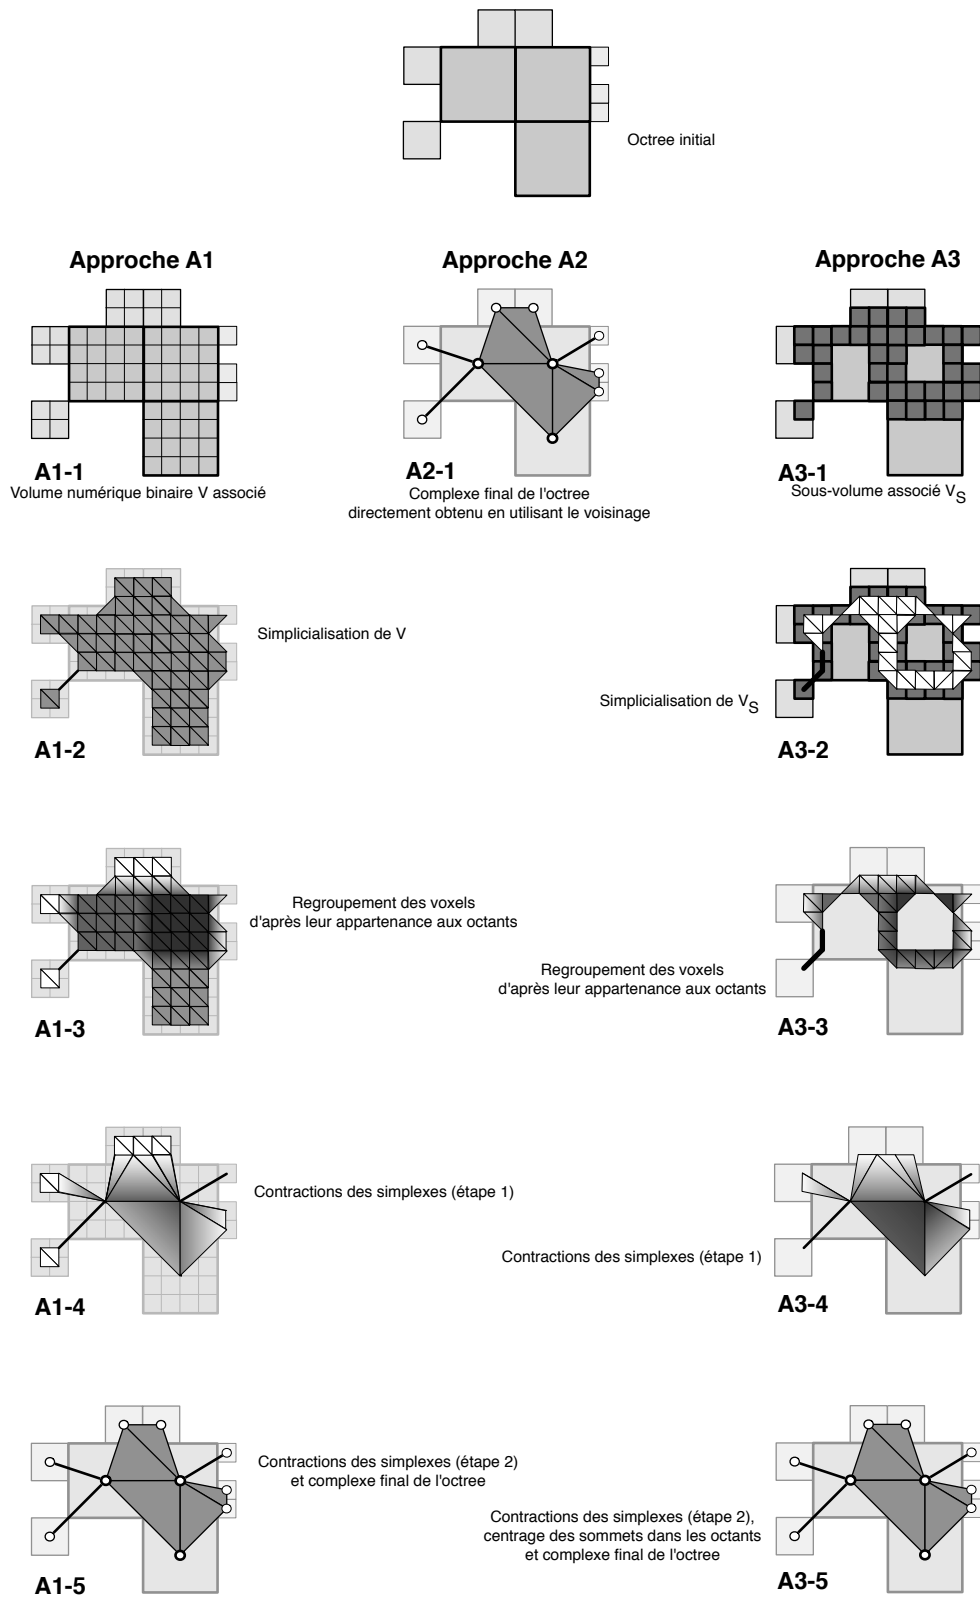 Octree initial
Approche A1
Approche A2
Approche A3
A1-1
Volume numérique binaire V associé
A2-1
Complexe final de l'octree
directement obtenu en utilisant le voisinage
A3-1
Sous-volume associé VS
Simplicialisation de V
A1-2
Simplicialisation de VS
A3-2
Regroupement des voxels
d'après leur appartenance aux octants
A1-3
Regroupement des voxels
d'après leur appartenance aux octants
A3-3
Contractions des simplexes (étape 1)
A1-4
Contractions des simplexes (étape 1)
A3-4
Contractions des simplexes (étape 2)
et complexe final de l'octree
A1-5
Contractions des simplexes (étape 2),
centrage des sommets dans les octants
et complexe final de l'octree
A3-5